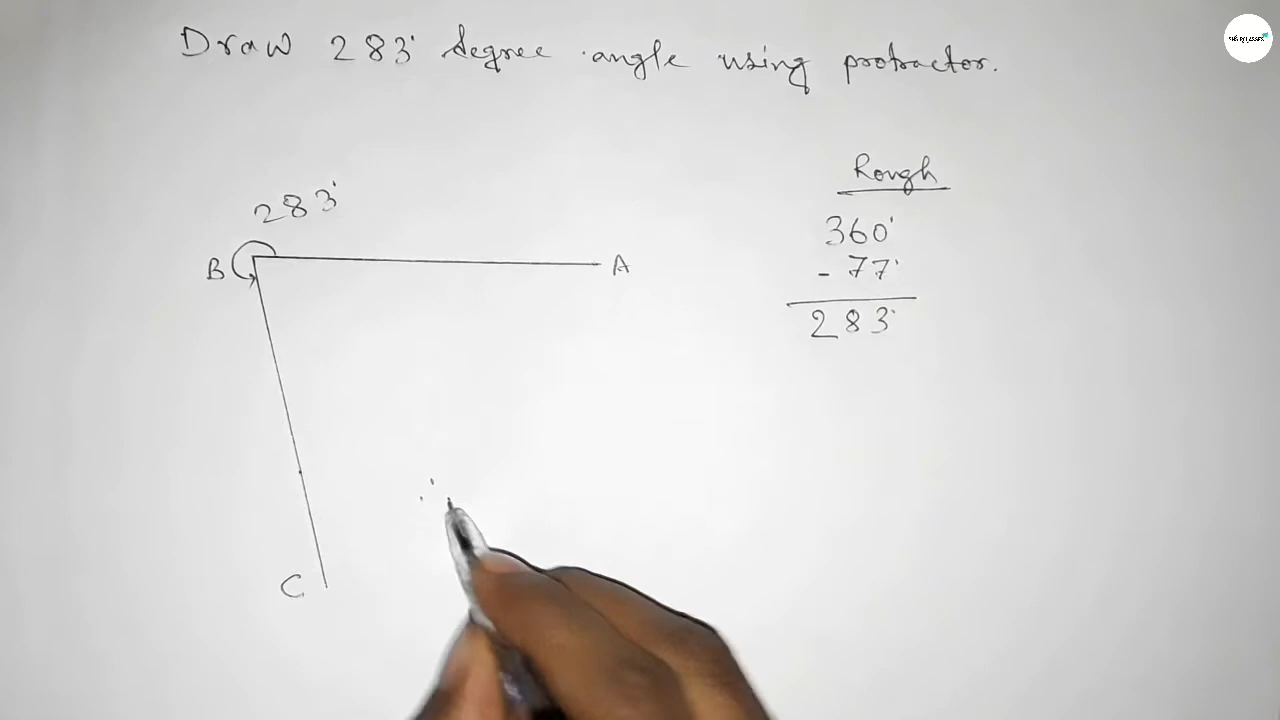 Draw 283° degree angle using protractor.
Rough
283°
360°
B
A
- 77°
283°
C